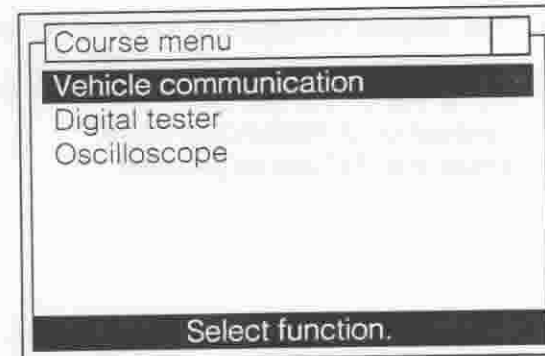 Course menu
Vehicle communication
Digital tester
Oscilloscope
Select function.